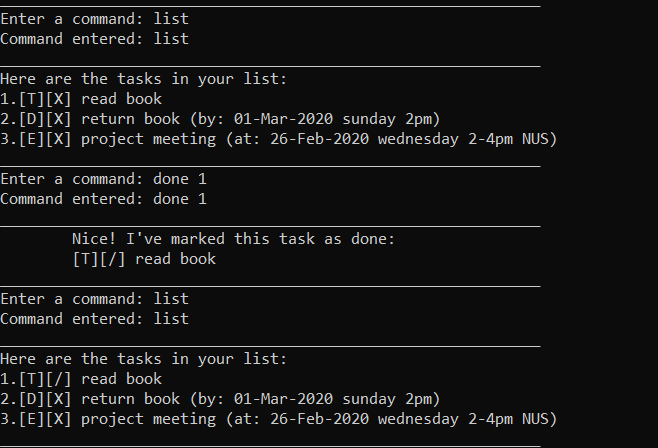 Enter a command: list
Command entered: list
Here are the tasks in your list:
1.[T][X] read book
2.[D][X] return book (by: 01-Mar-2020 sunday 2pm)
3.[E][X] project meeting (at: 26-Feb-2020 wednesday 2-4pm NUS)
Enter a command: done 1
Command entered: done 1
Nice! I've marked this task as done:
[T][/] read book
Enter a command: list
Command entered: list
Here are the tasks in your list:
1.[T][/] read book
2.[D][X] return book (by: 01-Mar-2020 sunday 2pm)
3.[E][X] project meeting (at: 26-Feb-2020 wednesday 2-4pm NUS)